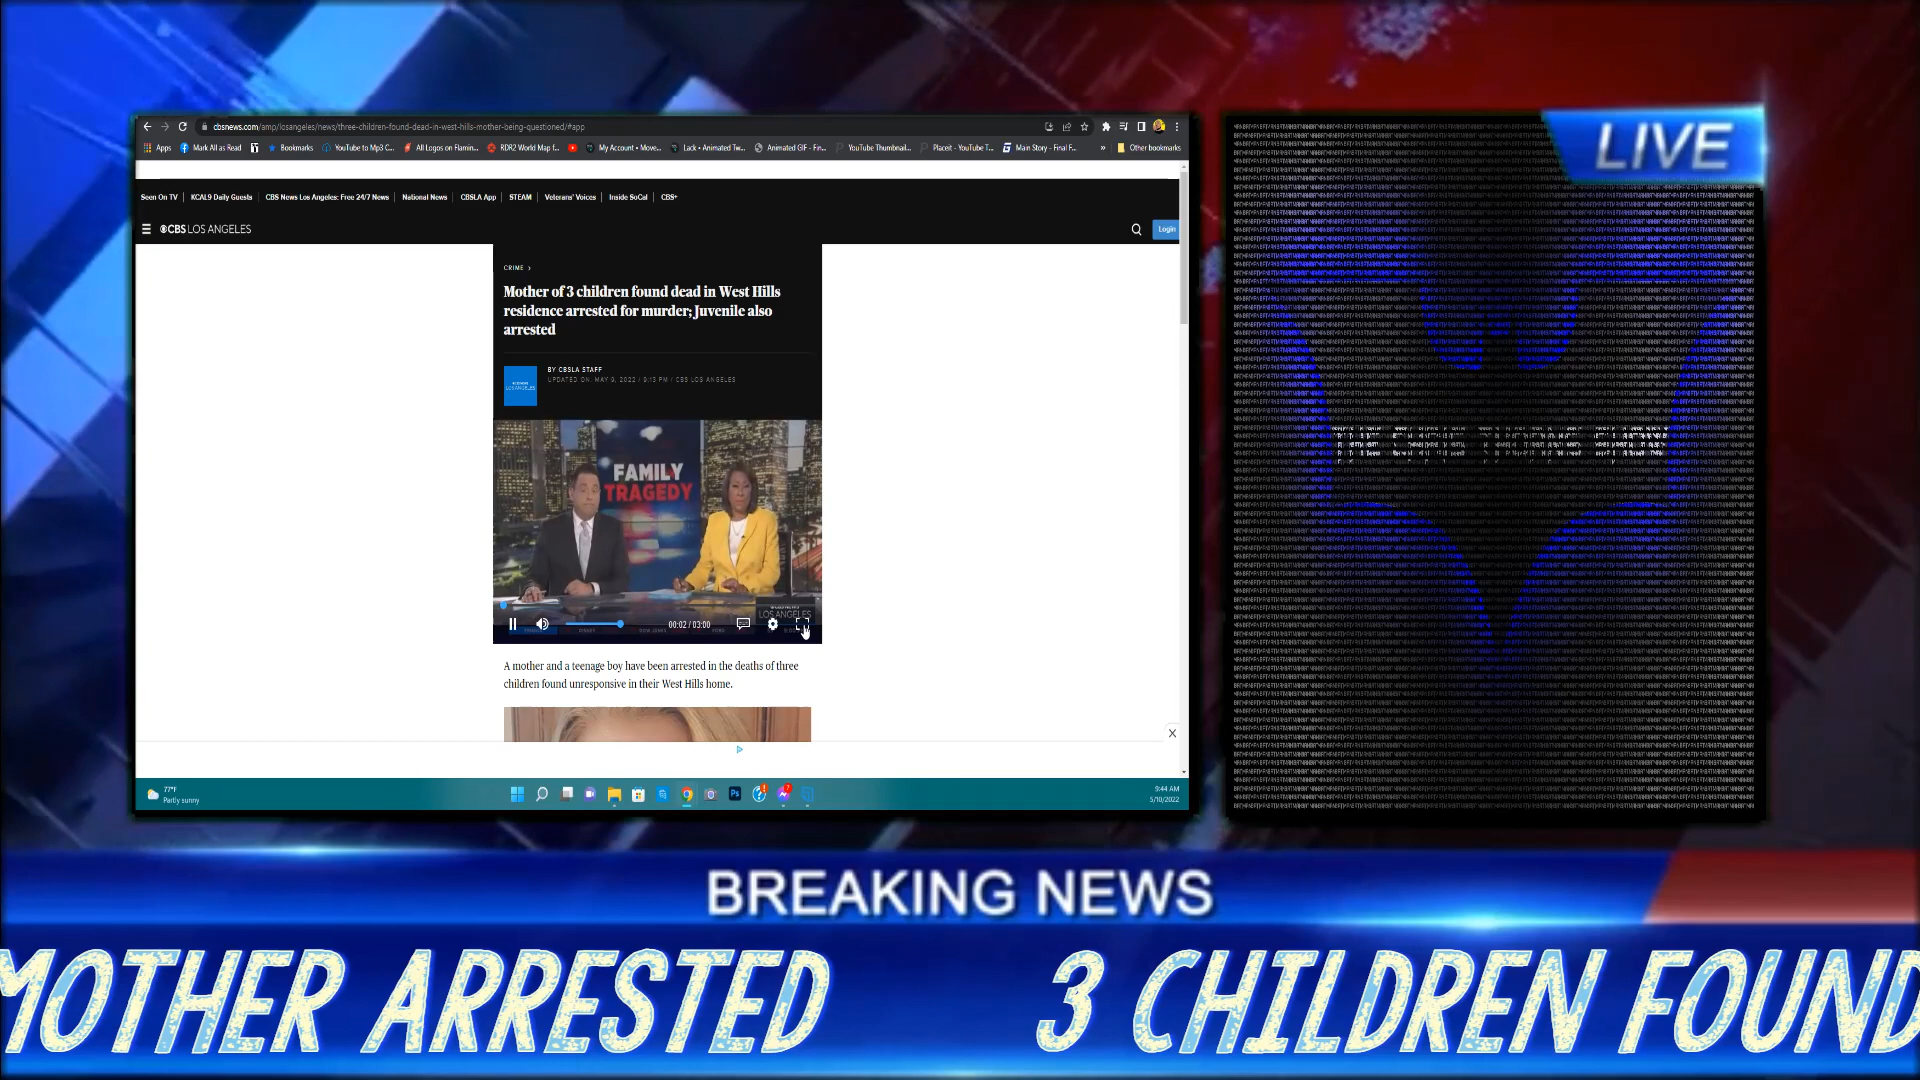 cbsnews.com/amp/losangeles/news/three-children-found-dead-in-west-hills-mother-being-questioned/#app
Apps Mark All as Read Bookmarks YouTube to Mp3 C... All Logos on Flamin... RDR2 World Map f... My Account • Move... Lack • Animated Tw... Animated GIF - Fin... YouTube Thumbnail... Placeit - YouTube T... Main Story - Final F... » Other bookmarks
Seen On TV KCAL9 Daily Guests CBS News Los Angeles: Free 24/7 News National News CBSLA App STEAM Veterans' Voices Inside SoCal CBS+
CBS LOS ANGELES
Login
CRIME ›
Mother of 3 children found dead in West Hills
residence arrested for murder; Juvenile also
arrested
BY CBSLA STAFF
UPDATED ON: MAY 9, 2022 / 9:13 PM / CBS LOS ANGELES
FAMILY
TRAGEDY
LOS ANGELES
00:02 / 03:00
A mother and a teenage boy have been arrested in the deaths of three
children found unresponsive in their West Hills home.
77°F
Partly sunny
9:44 AM
5/10/2022
LIVE
BREAKING NEWS
MOTHER ARRESTED 3 CHILDREN FOUND